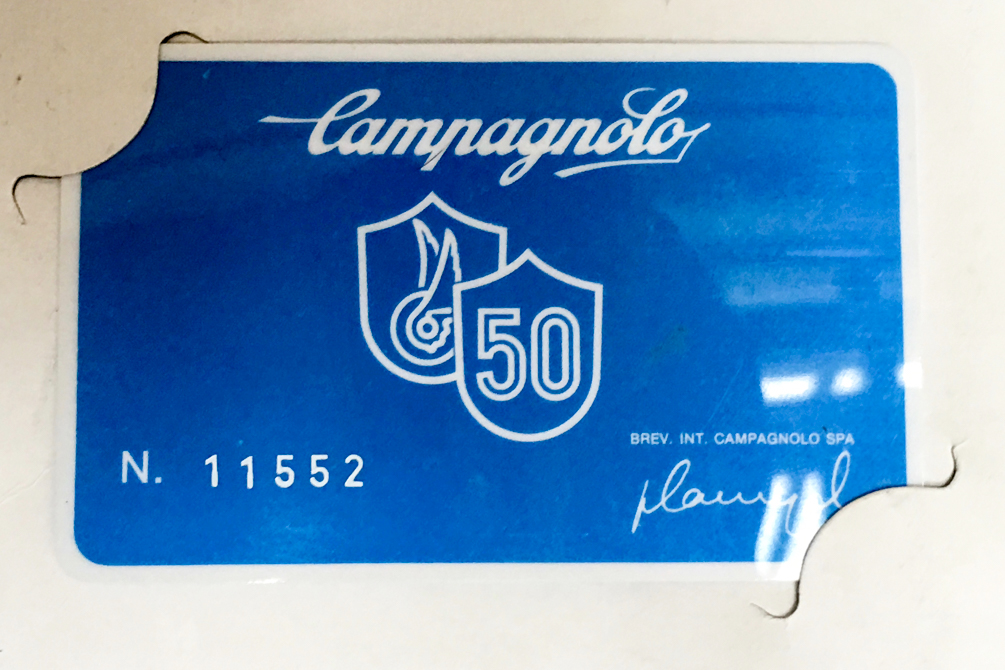 Campagnolo
50
N. 11552
BREV. INT. CAMPAGNOLO SPA